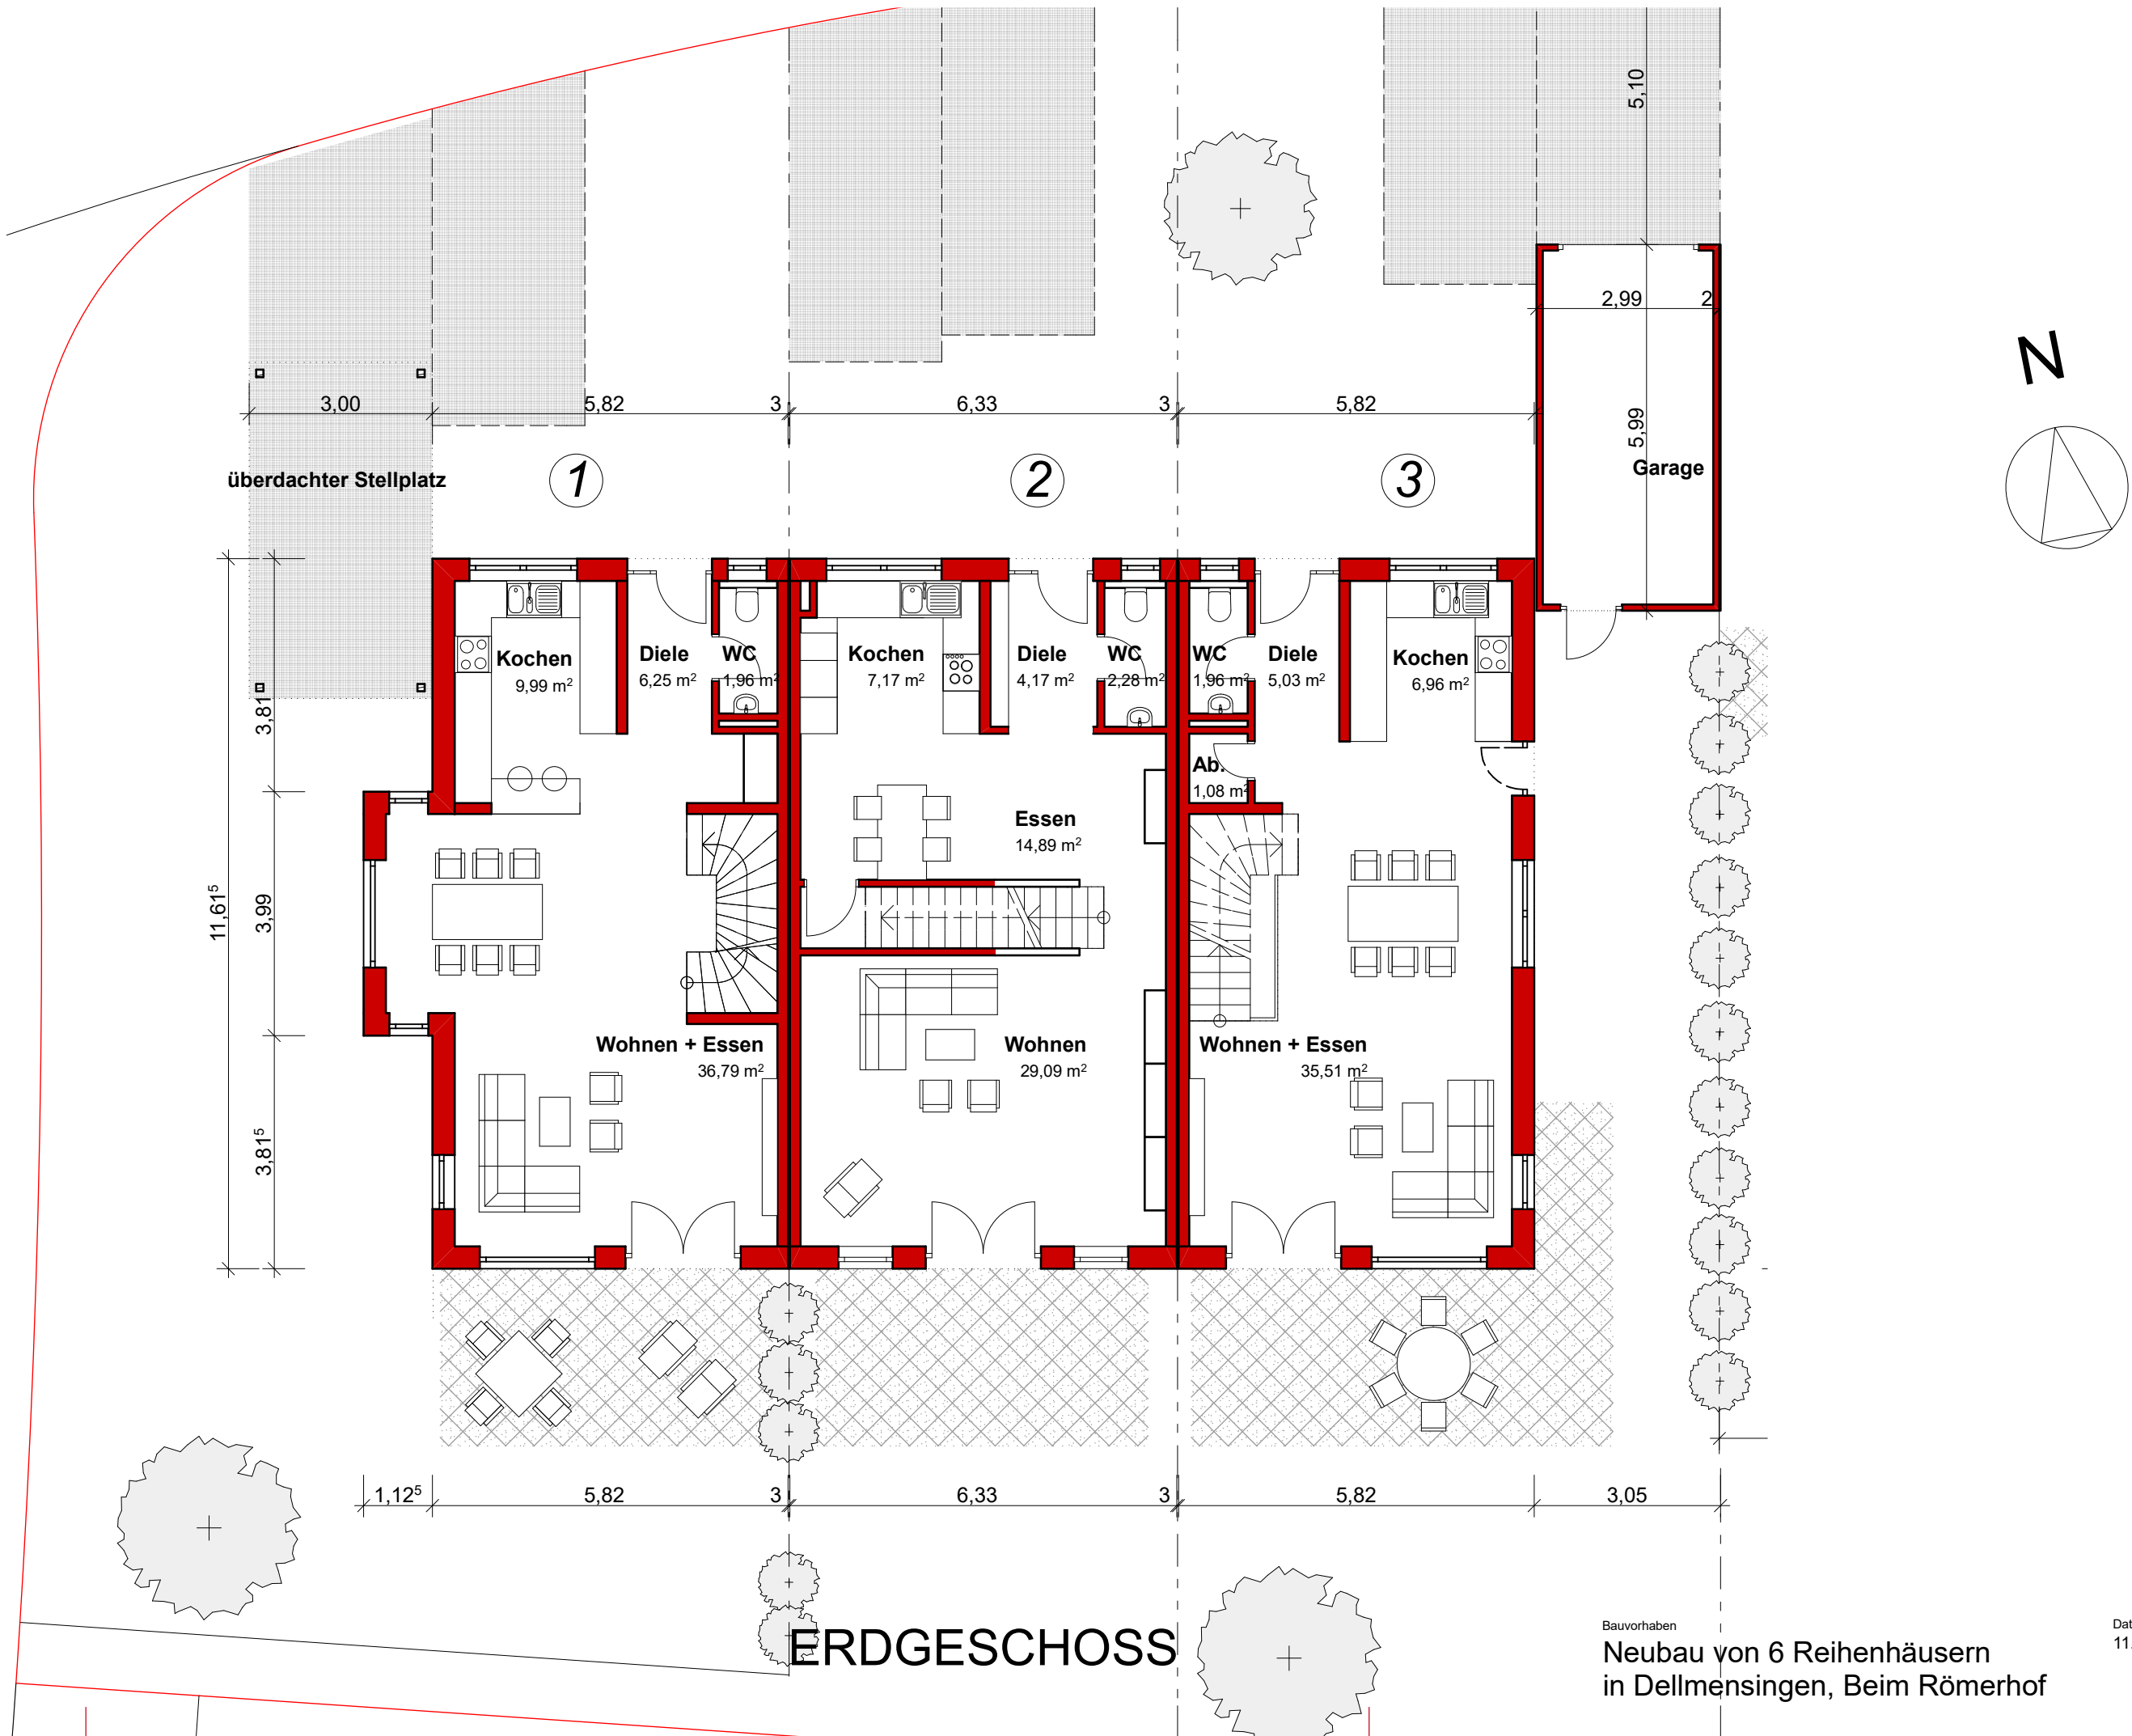 5,10
2,99 2
N
3,00 5,82 3 6,33 3 5,82
5,99
überdachter Stellplatz
1
2
3
Garage
Kochen
9,99 m²
Diele
6,25 m²
WC
1,96 m²
Kochen
7,17 m²
Diele
4,17 m²
WC
2,28 m²
WC
1,96 m²
Diele
5,03 m²
Kochen
6,96 m²
3,81⁵
Ab.
1,08 m²
Essen
14,89 m²
11,61⁵
3,99
Wohnen + Essen
36,79 m²
Wohnen
29,09 m²
Wohnen + Essen
35,51 m²
3,81⁵
1,12⁵ 5,82 3 6,33 3 5,82 3,05
ERDGESCHOSS
Bauvorhaben
Neubau von 6 Reihenhäusern
in Dellmensingen, Beim Römerhof
Dat
11.